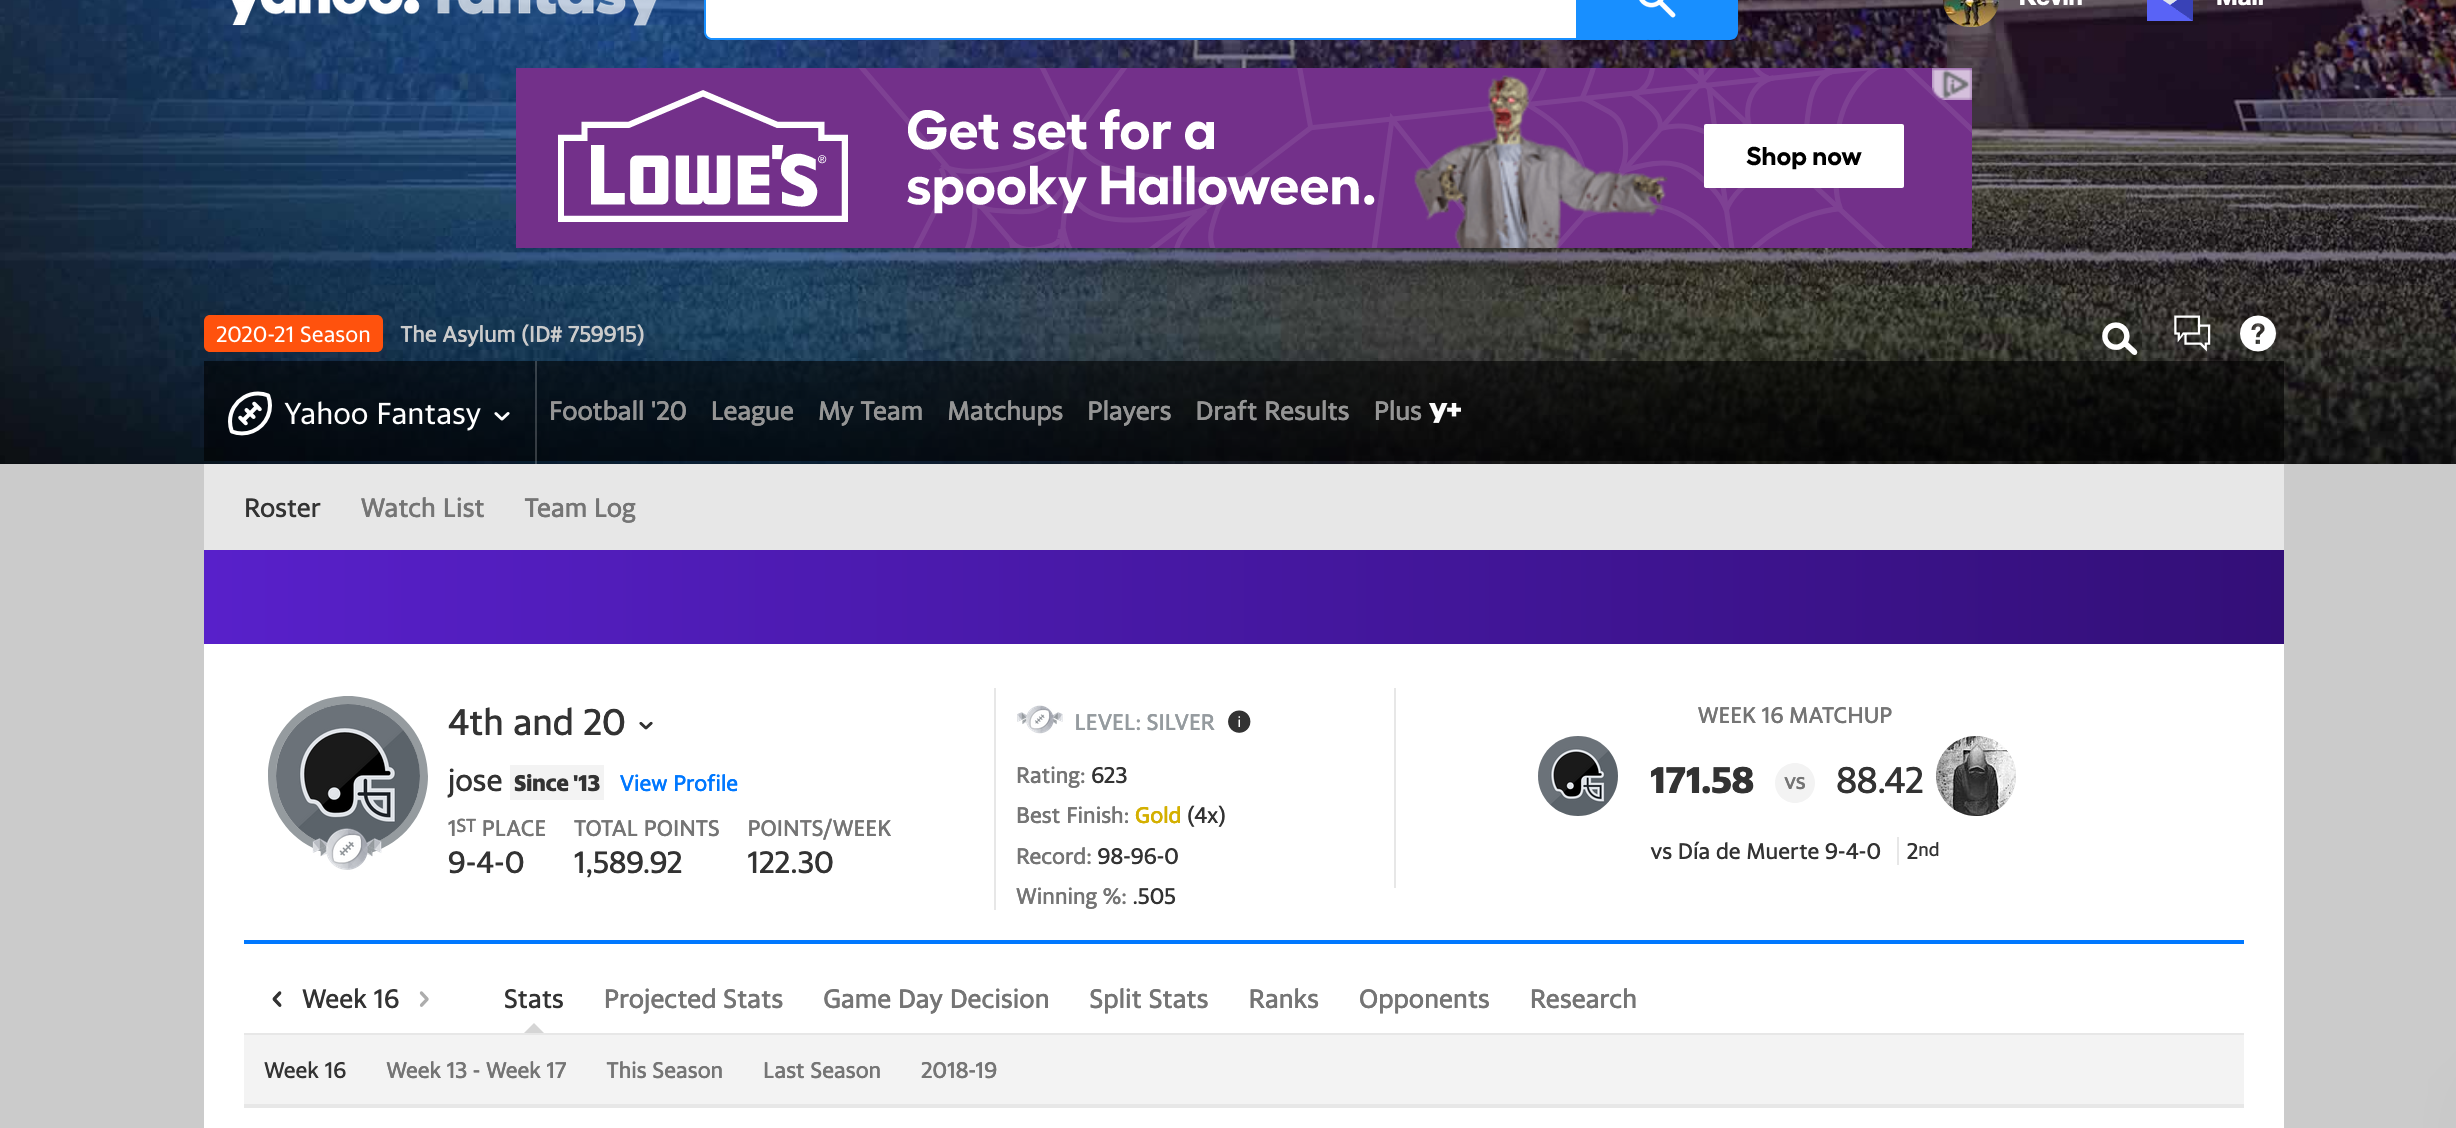 yahoo! fantasy
Kevin
Mail
LOWE'S®
Get set for a
spooky Halloween.
Shop now
2020-21 Season The Asylum (ID# 759915)
?
Yahoo Fantasy Football '20 League My Team Matchups Players Draft Results Plus y+
Roster Watch List Team Log
4th and 20
jose Since '13 View Profile
1ST PLACE TOTAL POINTS POINTS/WEEK
9-4-0 1,589.92 122.30
LEVEL: SILVER i
Rating: 623
Best Finish: Gold (4x)
Record: 98-96-0
Winning %: .505
WEEK 16 MATCHUP
171.58 VS 88.42
vs Día de Muerte 9-4-0 2nd
Week 16 Stats Projected Stats Game Day Decision Split Stats Ranks Opponents Research
Week 16 Week 13 - Week 17 This Season Last Season 2018-19